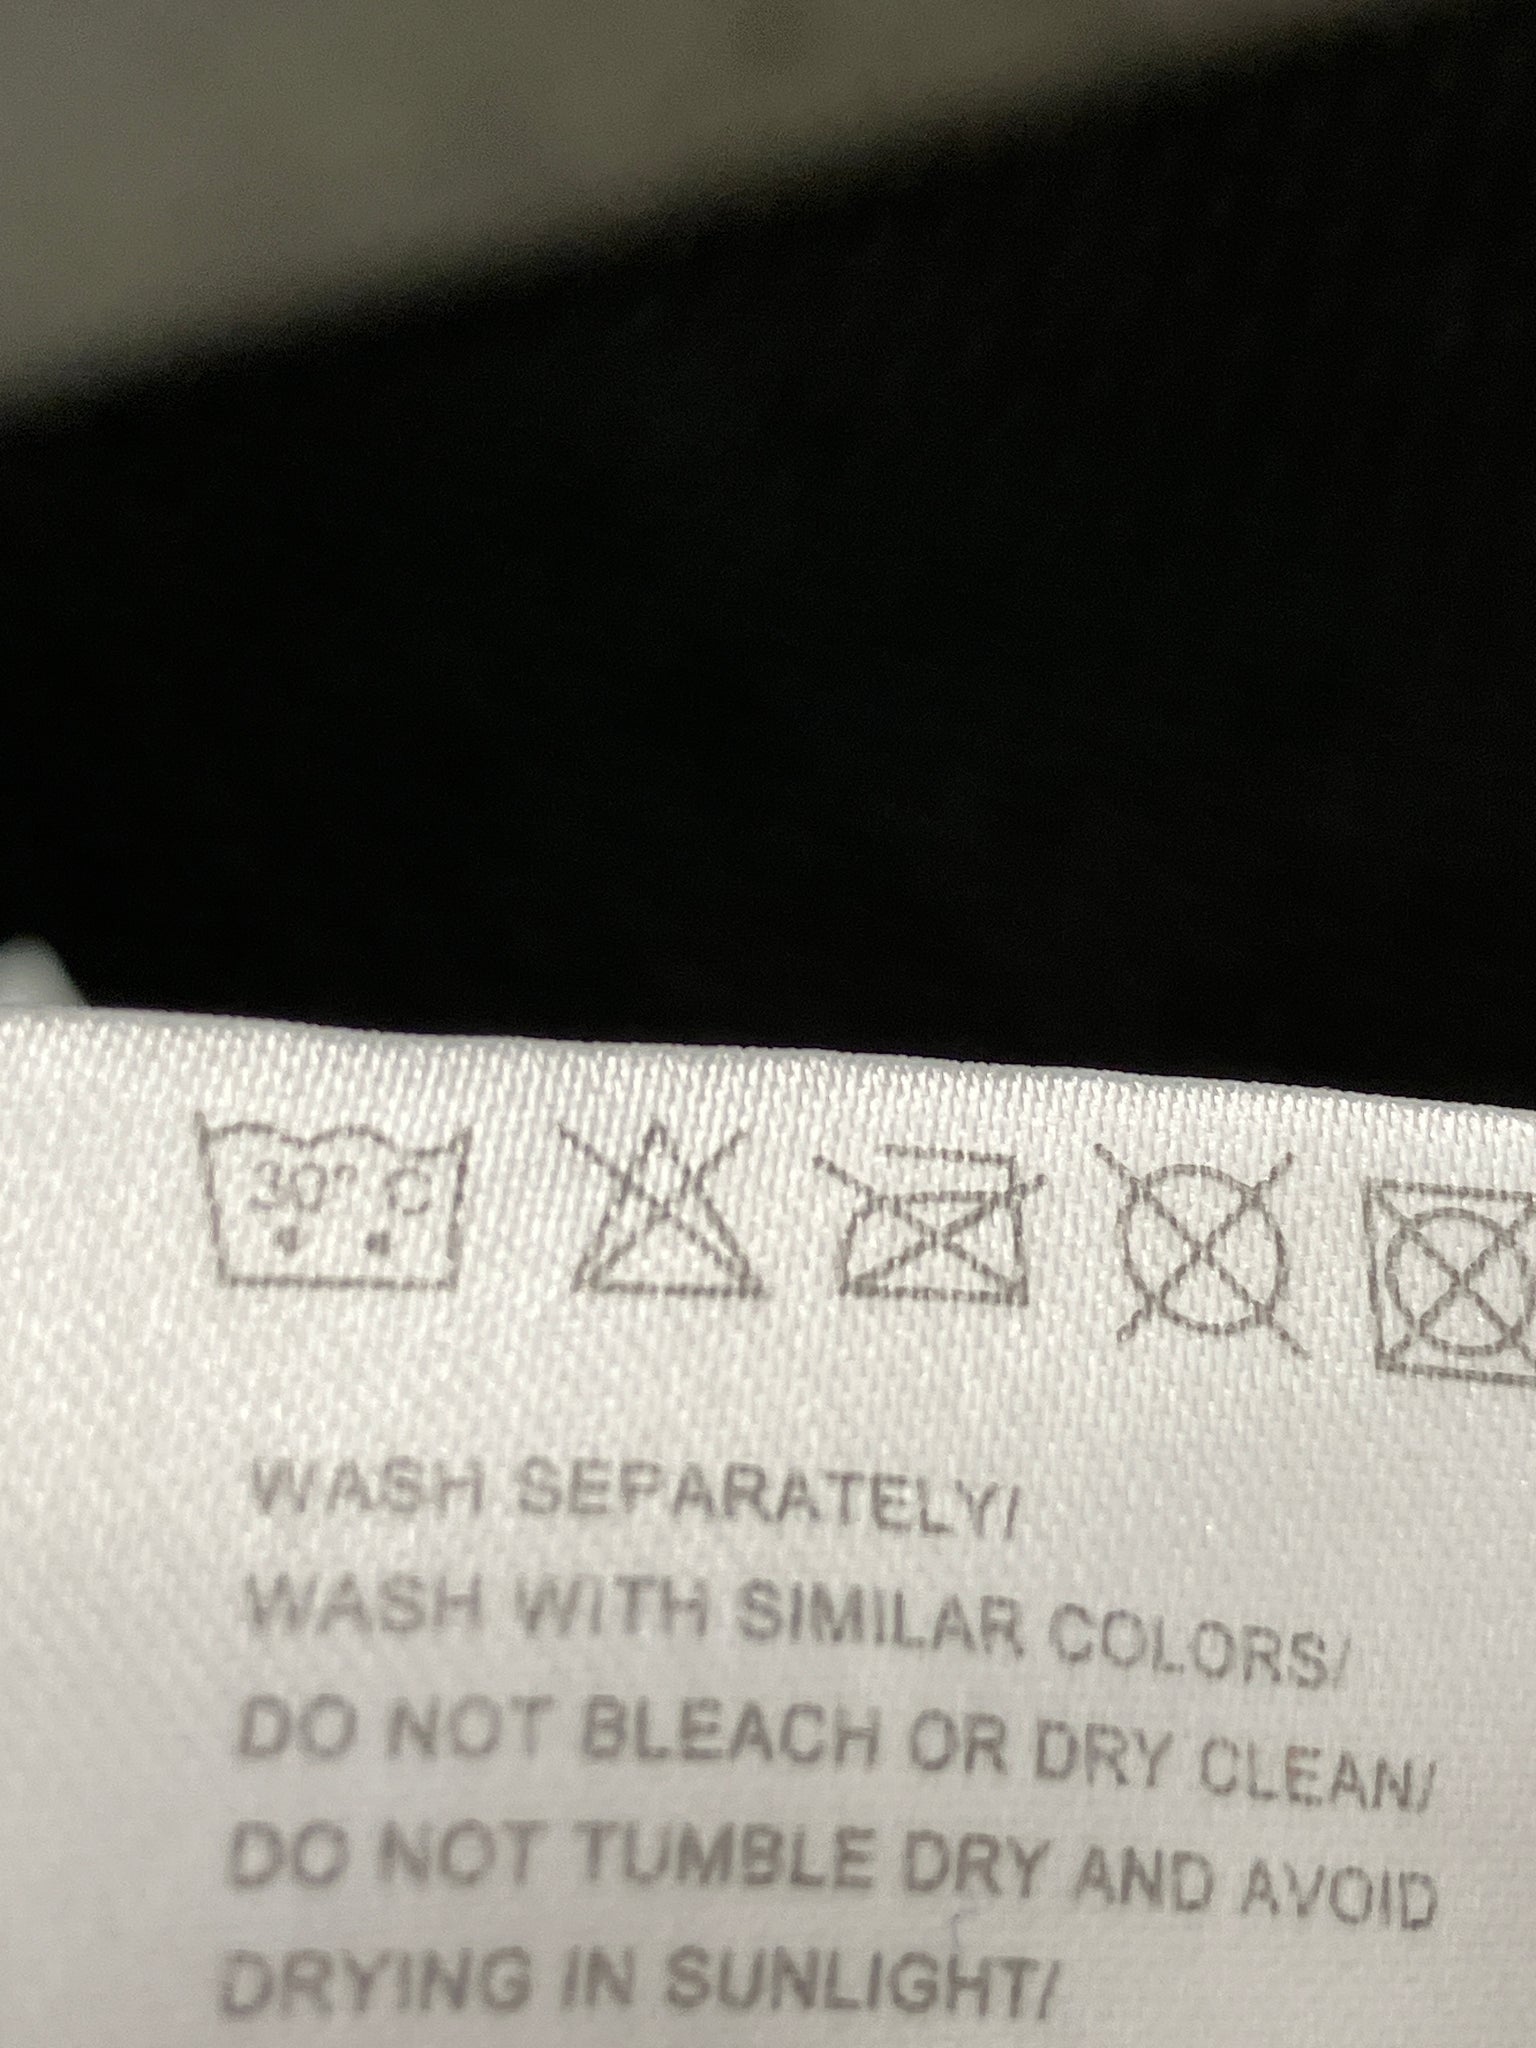 30° C
WASH SEPARATELY/
WASH WITH SIMILAR COLORS/
DO NOT BLEACH OR DRY CLEAN/
DO NOT TUMBLE DRY AND AVOID
DRYING IN SUNLIGHT/